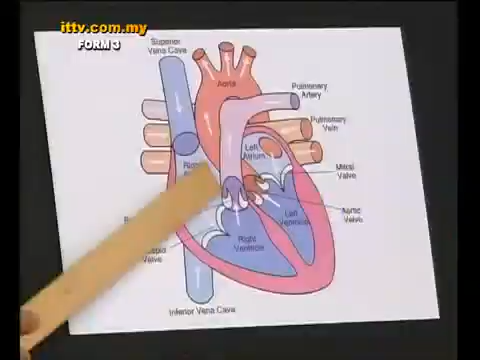 ittv.com.my
FORM 3
Superior
Vena Cava
Aorta
Pulmonary
Artery
Pulmonary
Vein
Left
Atrium
Mitral
Valve
Aortic
Valve
Left
Ventricle
Right
Ventricle
Valve
Inferior Vena Cava